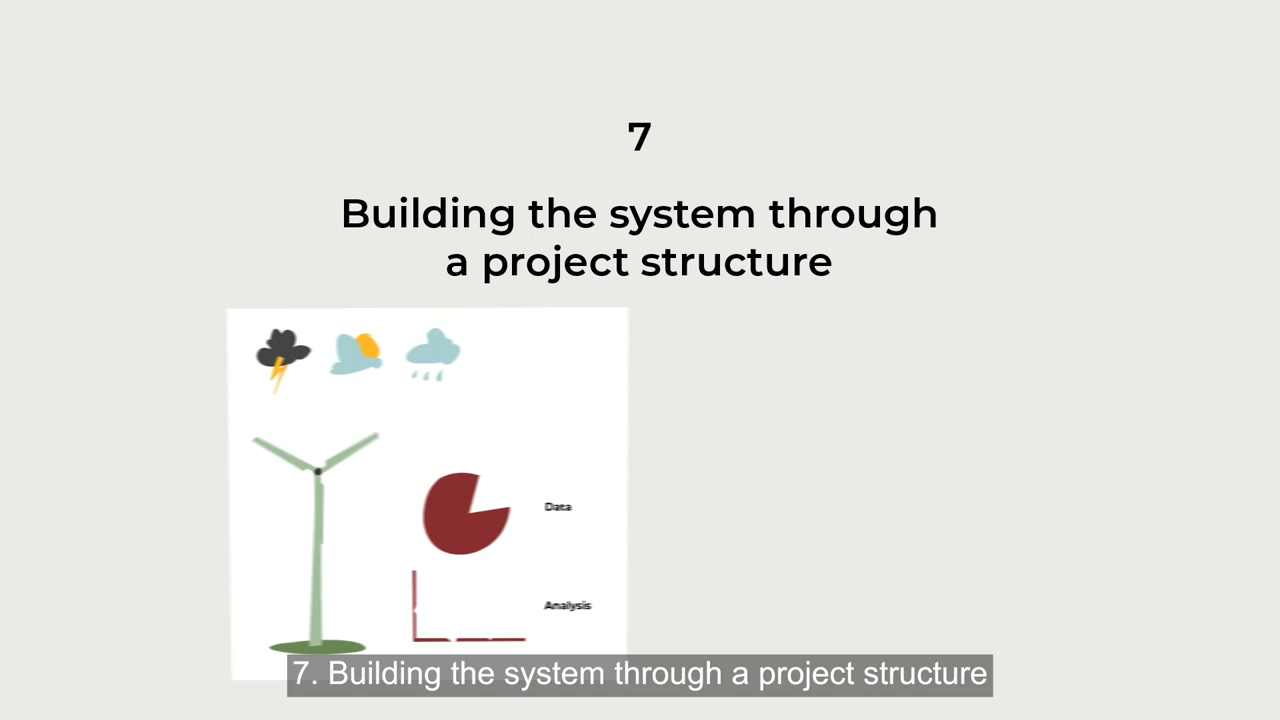 7
Building the system through
a project structure
Data
Analysis
7. Building the system through a project structure